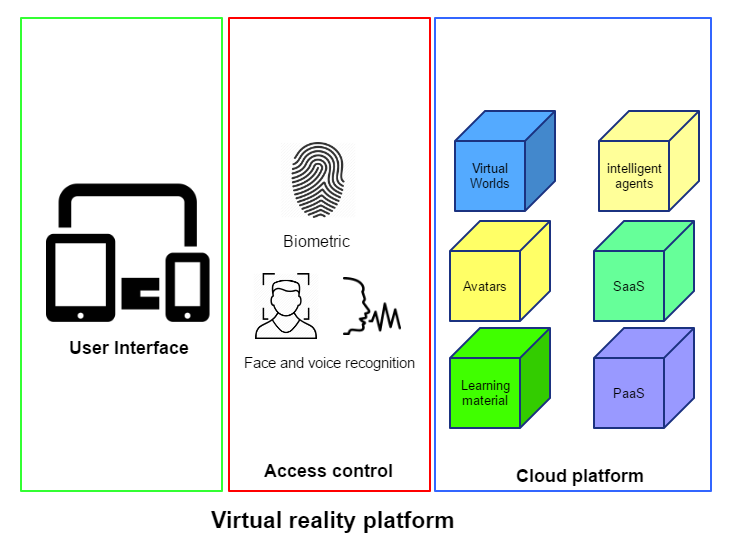 User Interface
Biometric
Face and voice recognition
Access control
Virtual
Worlds
intelligent
agents
Avatars
SaaS
Learning
material
PaaS
Cloud platform
Virtual reality platform